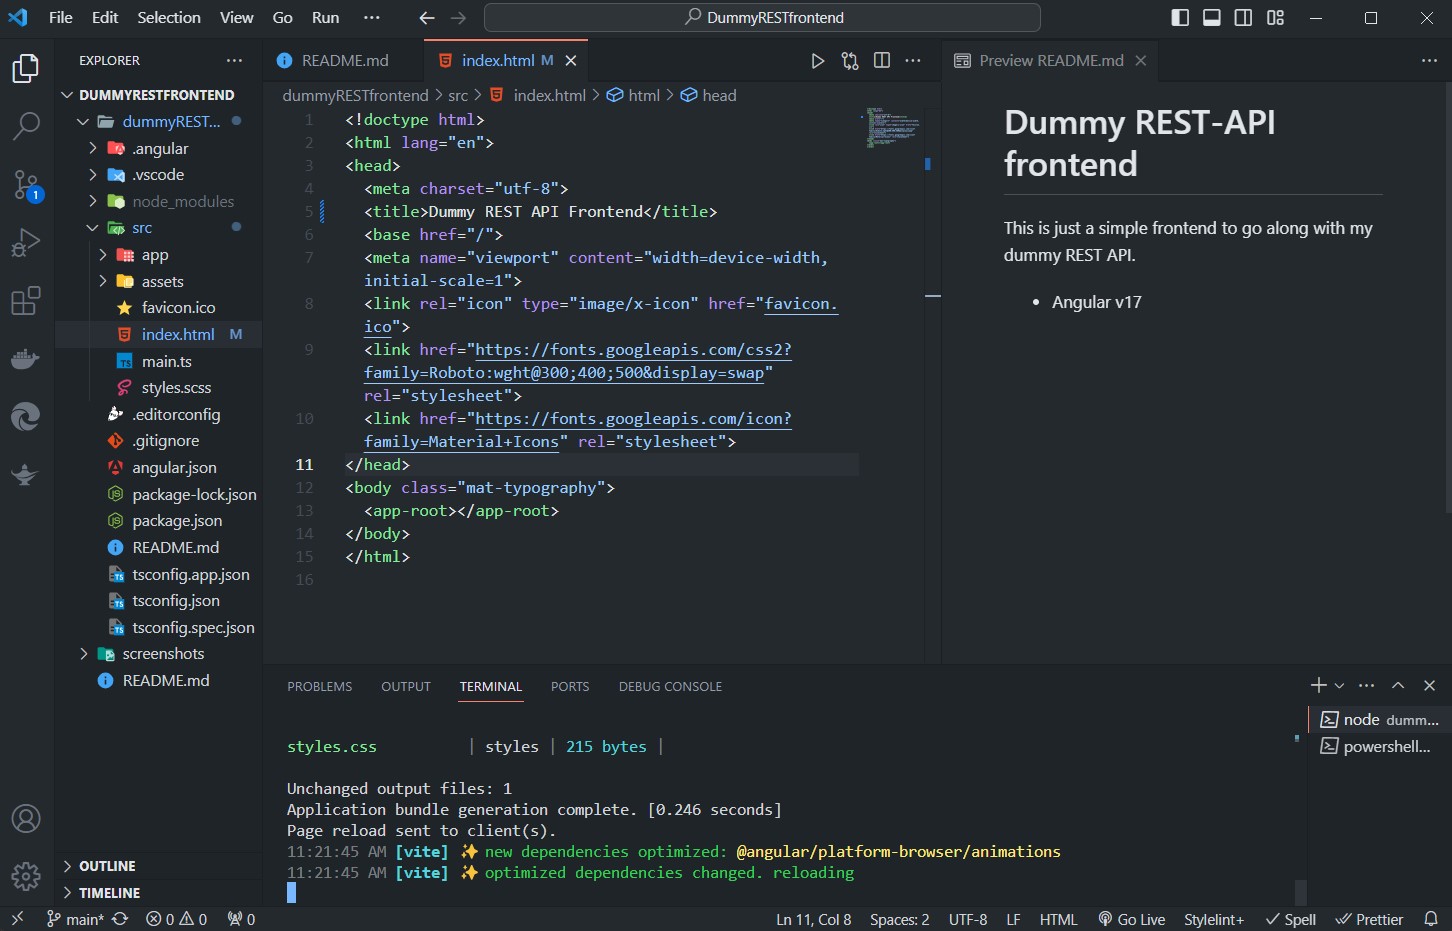 File Edit Selection View Go Run ··· DummyRESTfrontend
EXPLORER
DUMMYRESTFRONTEND
dummyREST...
.angular
.vscode
node_modules
src
app
assets
favicon.ico
index.html M
main.ts
styles.scss
.editorconfig
.gitignore
angular.json
package-lock.json
package.json
README.md
tsconfig.app.json
tsconfig.json
tsconfig.spec.json
screenshots
README.md
OUTLINE
TIMELINE
1
README.md index.html M
dummyRESTfrontend > src > index.html > html > head
1 <!doctype html>
2 <html lang="en">
3 <head>
4 <meta charset="utf-8">
5 <title>Dummy REST API Frontend</title>
6 <base href="/">
7 <meta name="viewport" content="width=device-width,
initial-scale=1">
8 <link rel="icon" type="image/x-icon" href="favicon.
ico">
9 <link href="https://fonts.googleapis.com/css2?
family=Roboto:wght@300;400;500&display=swap"
rel="stylesheet">
10 <link href="https://fonts.googleapis.com/icon?
family=Material+Icons" rel="stylesheet">
11 </head>
12 <body class="mat-typography">
13 <app-root></app-root>
14 </body>
15 </html>
16
Preview README.md
Dummy REST-API
frontend
This is just a simple frontend to go along with my
dummy REST API.
• Angular v17
PROBLEMS OUTPUT TERMINAL PORTS DEBUG CONSOLE
styles.css | styles | 215 bytes |
Unchanged output files: 1
Application bundle generation complete. [0.246 seconds]
Page reload sent to client(s).
11:21:45 AM [vite] ✨ new dependencies optimized: @angular/platform-browser/animations
11:21:45 AM [vite] ✨ optimized dependencies changed. reloading
node dumm...
powershell...
main* 0 0 0 Ln 11, Col 8 Spaces: 2 UTF-8 LF HTML Go Live Stylelint+ Spell Prettier